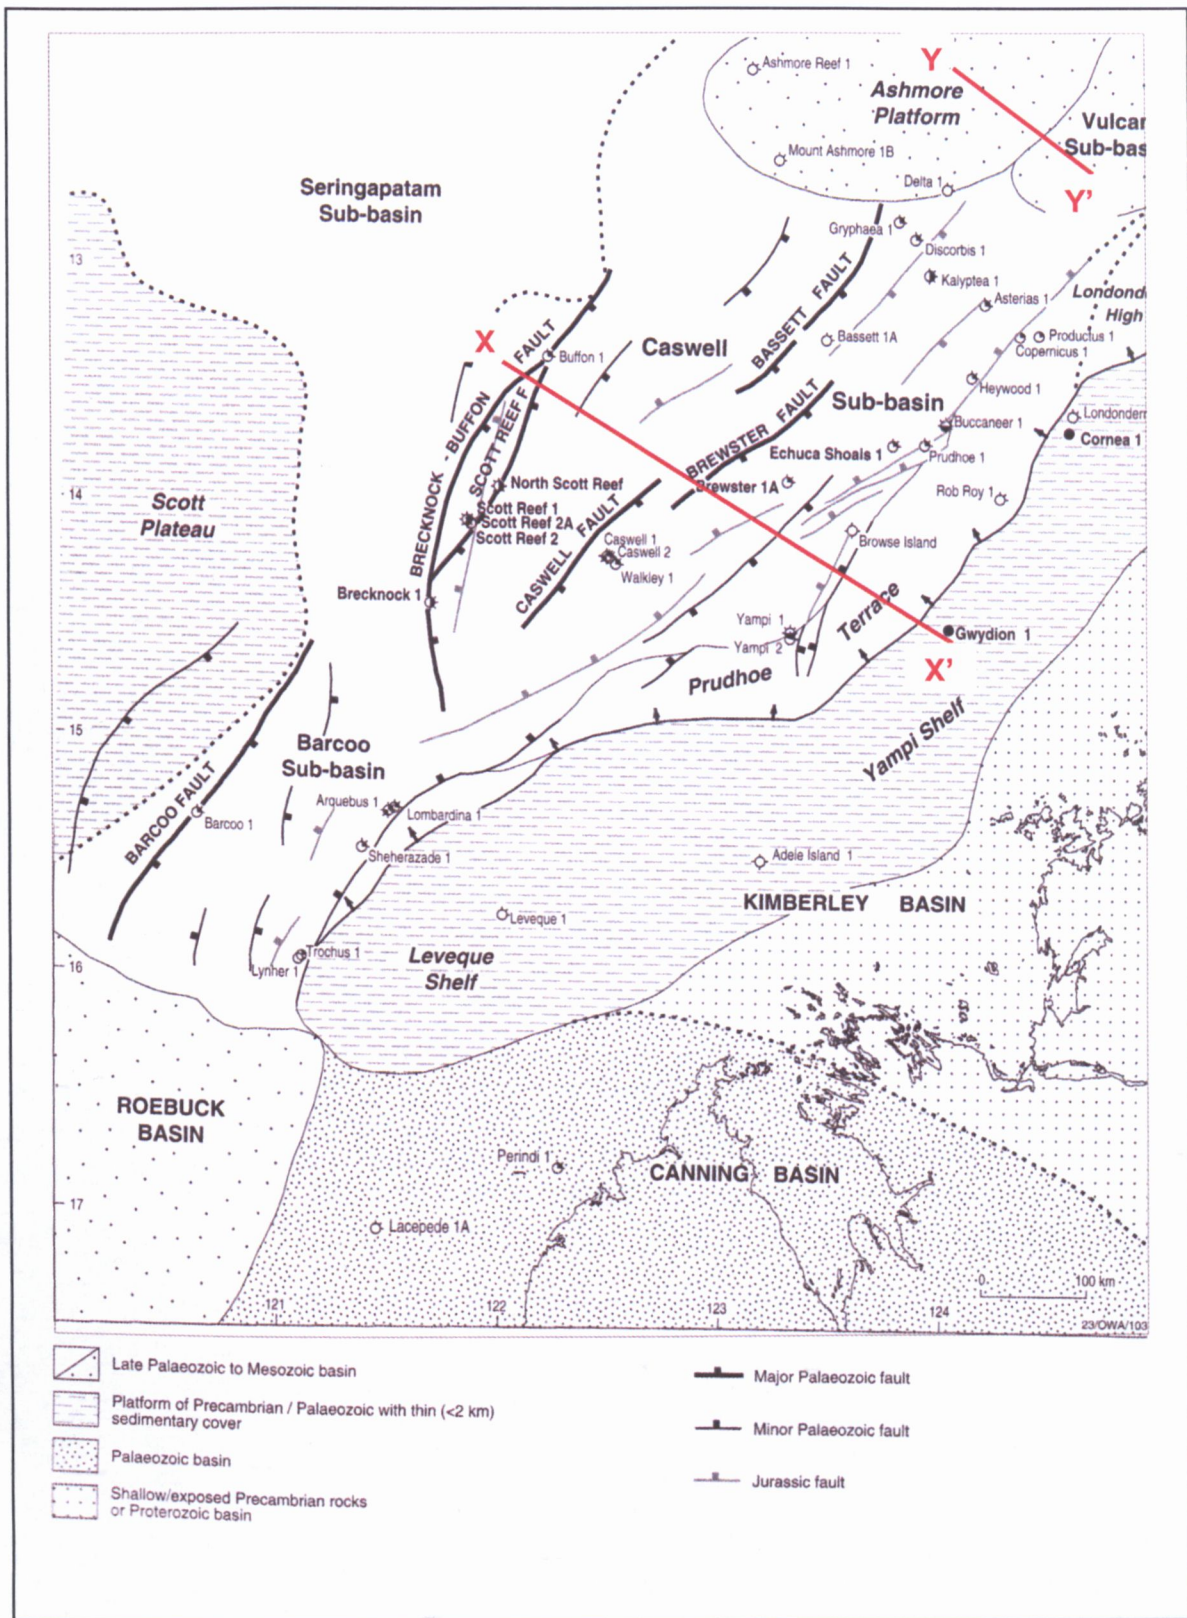 Ashmore Reef 1
Y
Ashmore
Platform
Vulcan
Sub-bas
Mount Ashmore 1B
Delta 1
Y'
Seringapatam
Sub-basin
Gryphaea 1
Discorbis 1
13
Kalyptea 1
Asterias 1
Londond
High
BASSETT FAULT
Bassett 1A
Productus 1
Copernicus 1
X
Buffon 1
Caswell
Sub-basin
Heywood 1
BRECKNOCK - BUFFON FAULT
SCOTT REEF F
BREWSTER FAULT
Buccaneer 1
Londonderr
Cornea 1
Echuca Shoals 1
Prudhoe 1
14
Scott
Plateau
North Scott Reef
Brewster 1A
Rob Roy 1
Scott Reef 1
Scott Reef 2A
Scott Reef 2
CASWELL FAULT
Caswell 1
Caswell 2
Walkley 1
Browse Island
Brecknock 1
Yampi 1
Yampi 2
Prudhoe Terrace
Gwydion 1
X'
15
Barcoo
Sub-basin
Yampi Shelf
BARCOO FAULT
Barcoo 1
Arquebus 1
Lombardina 1
Sheherazade 1
Adele Island 1
KIMBERLEY BASIN
Leveque 1
16
Lynher 1
Trochus 1
Leveque
Shelf
ROEBUCK
BASIN
Perindi 1
CANNING BASIN
17
Lacepede 1A
0 100 km
121 122 123 124
23/OWA/103
Late Palaeozoic to Mesozoic basin
Platform of Precambrian / Palaeozoic with thin (<2 km)
sedimentary cover
Palaeozoic basin
Shallow/exposed Precambrian rocks
or Proterozoic basin
Major Palaeozoic fault
Minor Palaeozoic fault
Jurassic fault